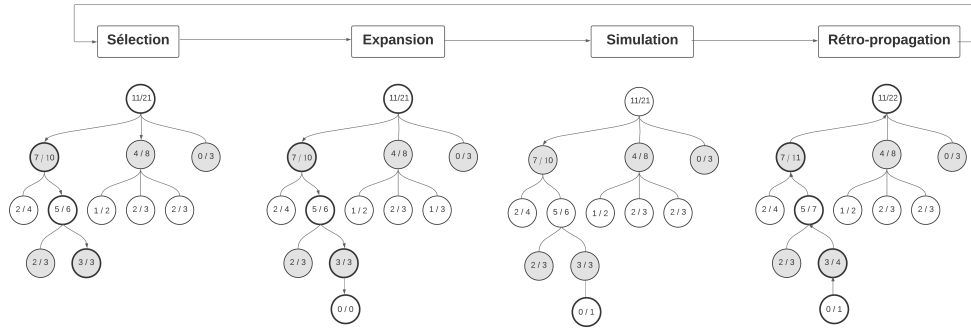 Sélection
Expansion
Simulation
Rétro-propagation
11/21
7 / 10
4 / 8
0 / 3
2 / 4
5 / 6
1 / 2
2 / 3
2 / 3
2 / 3
3 / 3
11/21
7 / 10
4 / 8
0 / 3
2 / 4
5 / 6
1 / 2
2 / 3
1 / 3
2 / 3
3 / 3
0 / 0
11/21
7 / 10
4 / 8
0 / 3
2 / 4
5 / 6
1 / 2
2 / 3
2 / 3
2 / 3
3 / 3
0 / 1
11/22
7 / 11
4 / 8
0 / 3
2 / 4
5 / 7
1 / 2
2 / 3
2 / 3
2 / 3
3 / 4
0 / 1